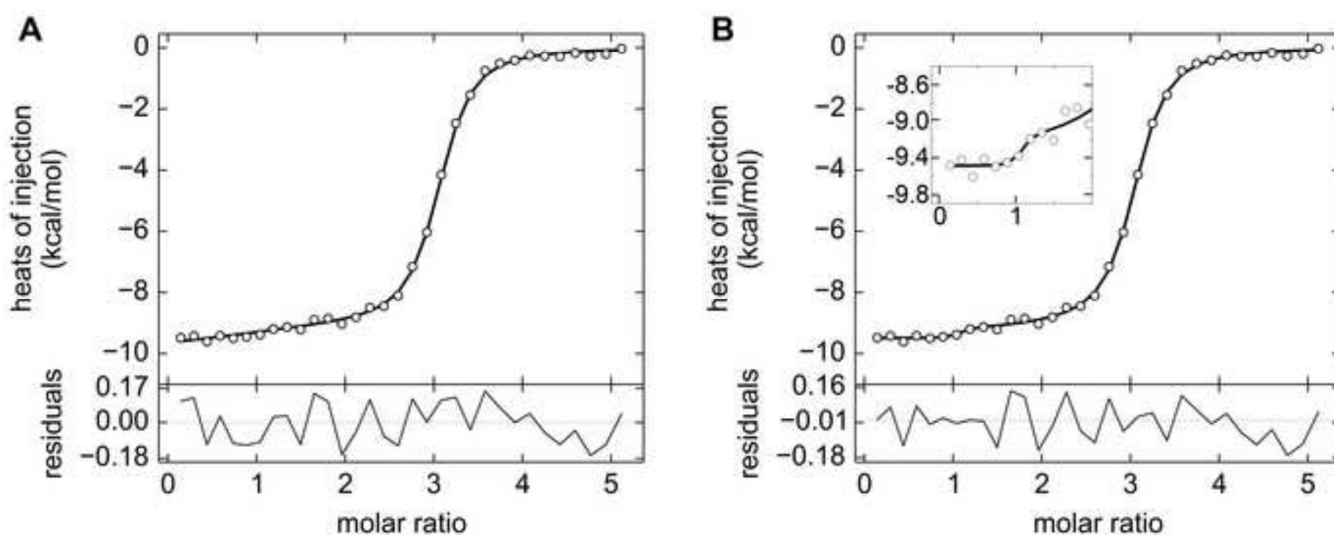 A
0
−2
−4
−6
−8
−10
heats of injection
(kcal/mol)
0.17
0.00
−0.18
residuals
0 1 2 3 4 5
molar ratio
B
0
−2
−4
−6
−8
−10
heats of injection
(kcal/mol)
-8.6
-9.0
-9.4
-9.8
0 1
0.16
−0.01
−0.18
residuals
0 1 2 3 4 5
molar ratio